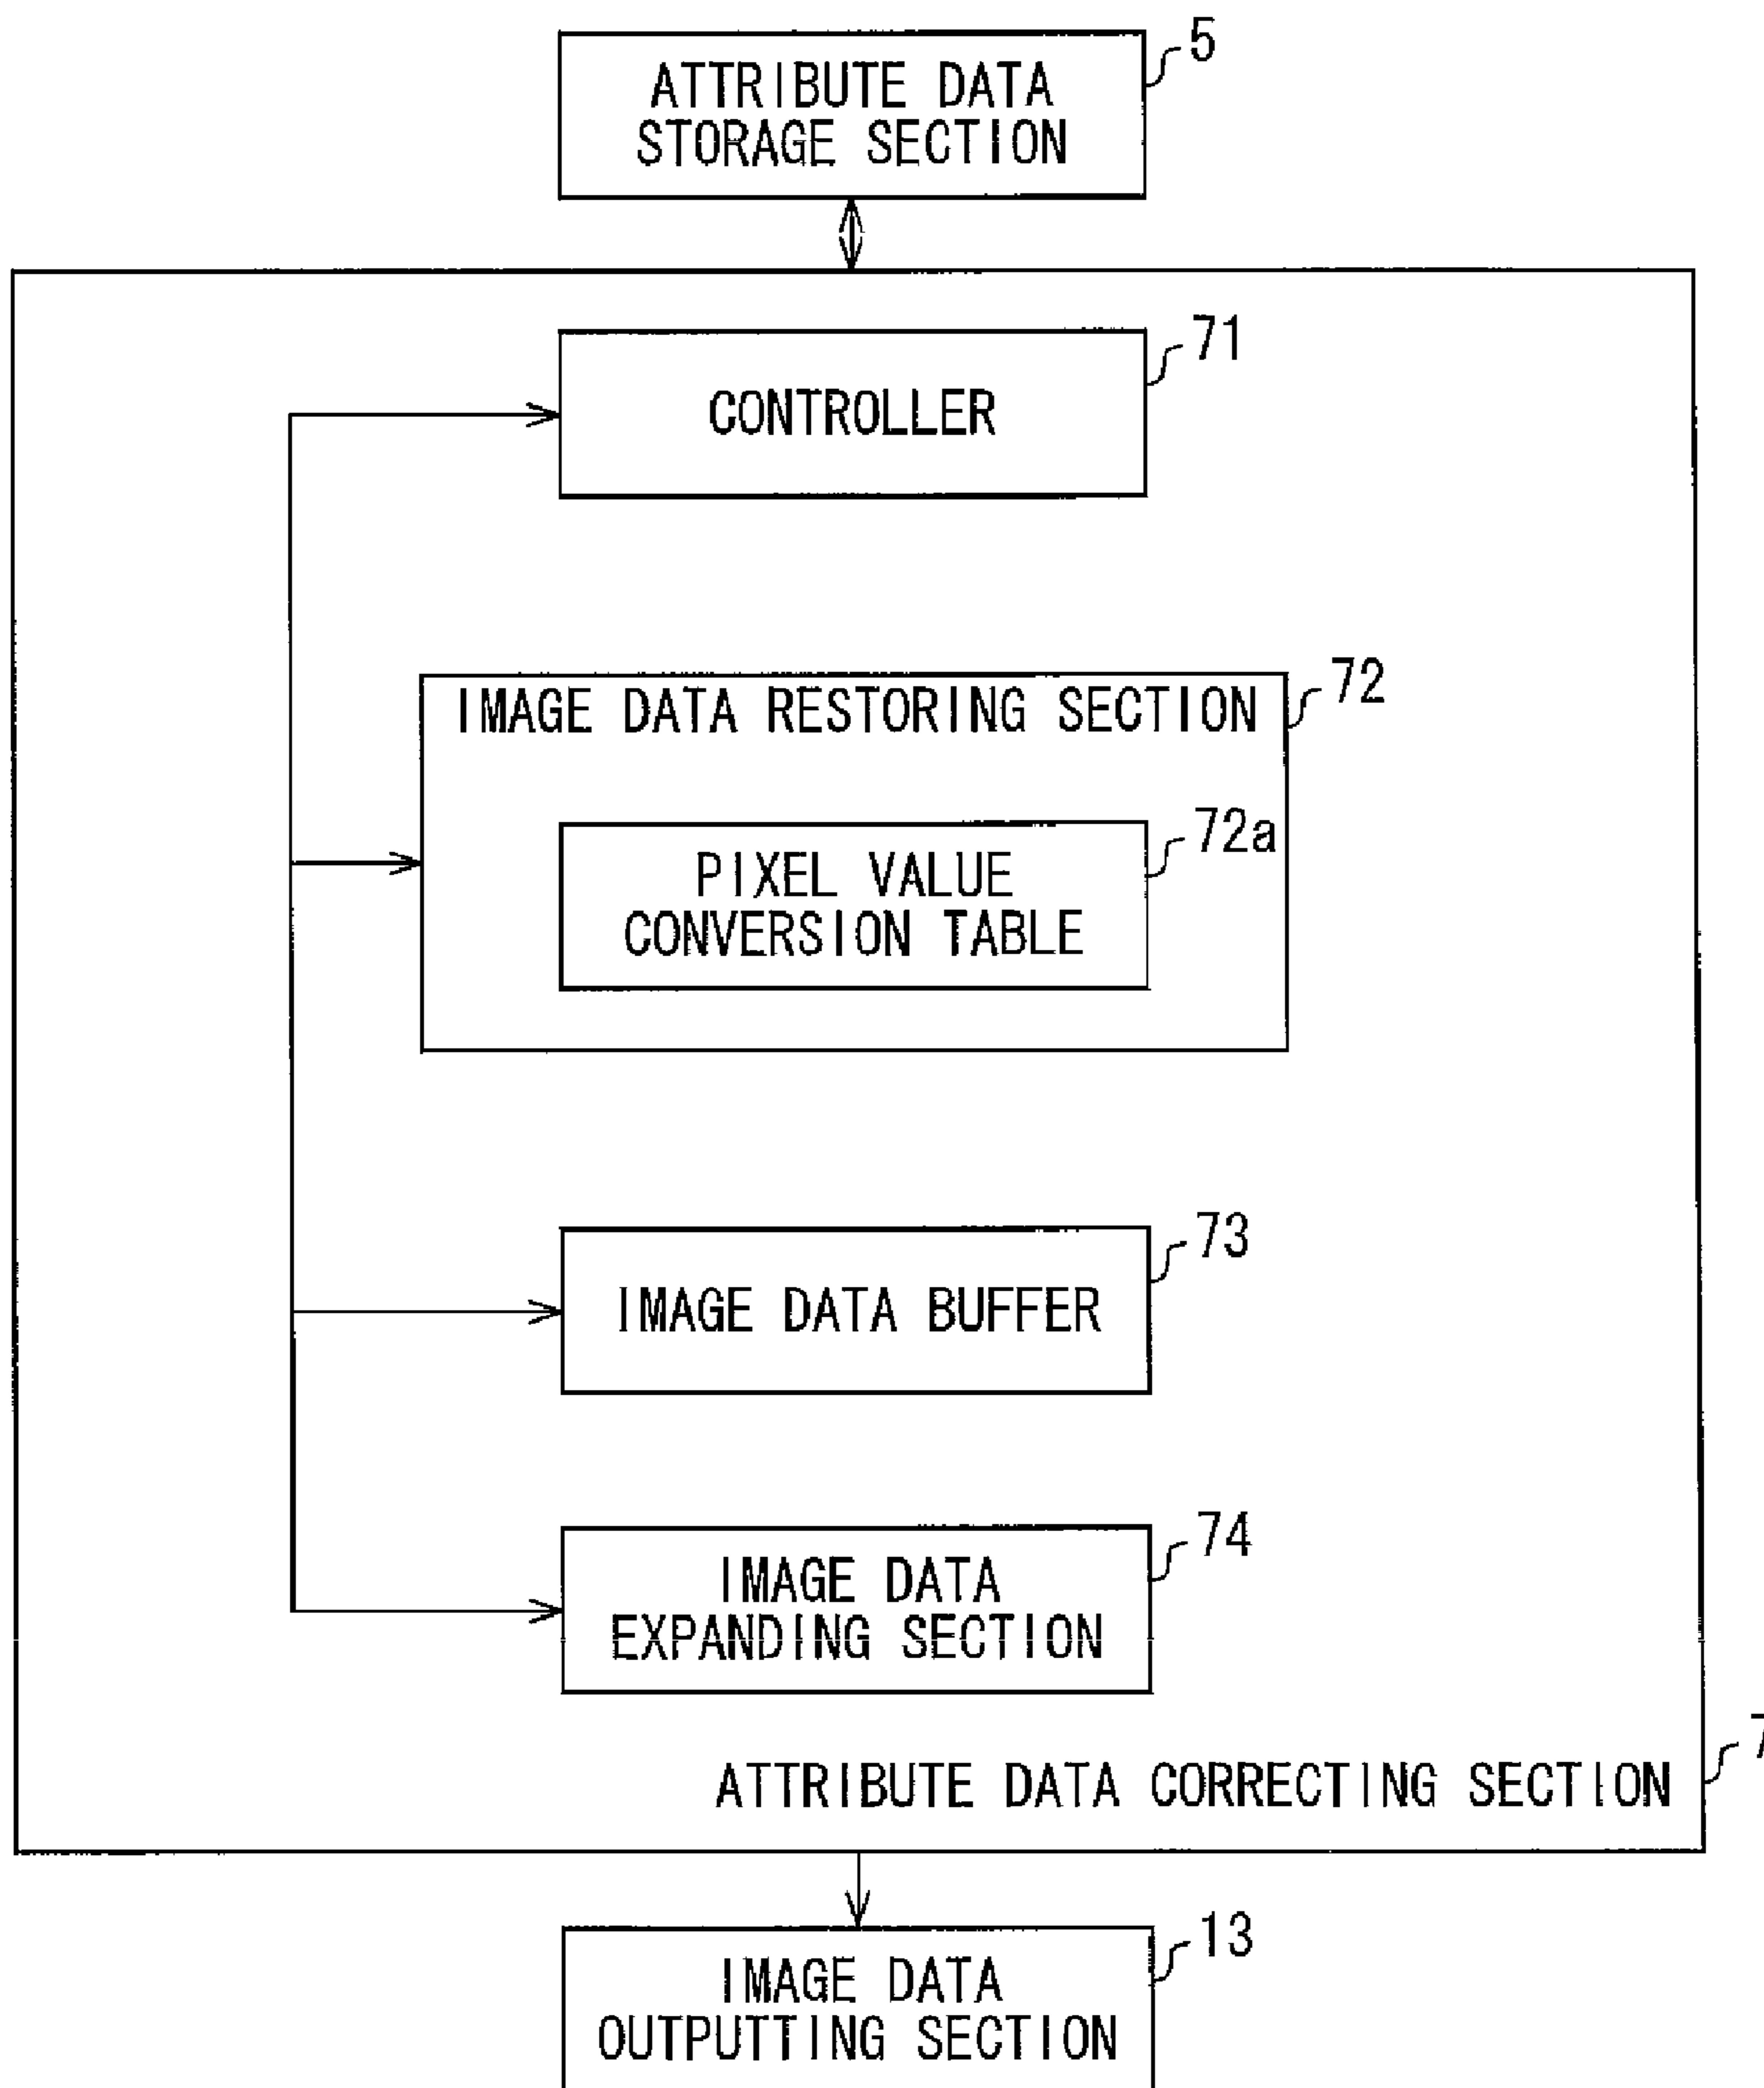 5
ATTRIBUTE DATA
STORAGE SECTION
71
CONTROLLER
72
IMAGE DATA RESTORING SECTION
72a
PIXEL VALUE
CONVERSION TABLE
73
IMAGE DATA BUFFER
74
IMAGE DATA
EXPANDING SECTION
7
ATTRIBUTE DATA CORRECTING SECTION
13
IMAGE DATA
OUTPUTTING SECTION